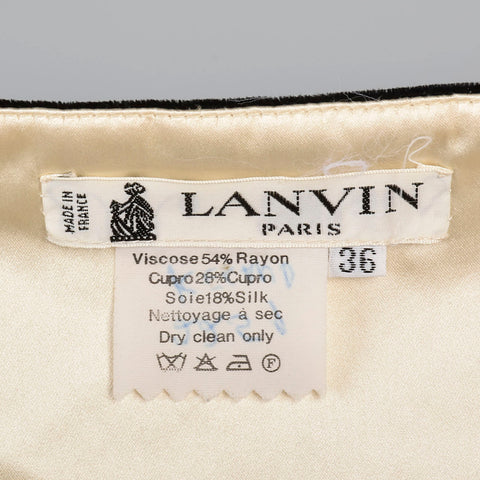 MADE IN
FRANCE
LANVIN
PARIS
36
Viscose 54% Rayon
Cupro 28% Cupro
Soie 18% Silk
Nettoyage à sec
Dry clean only
F